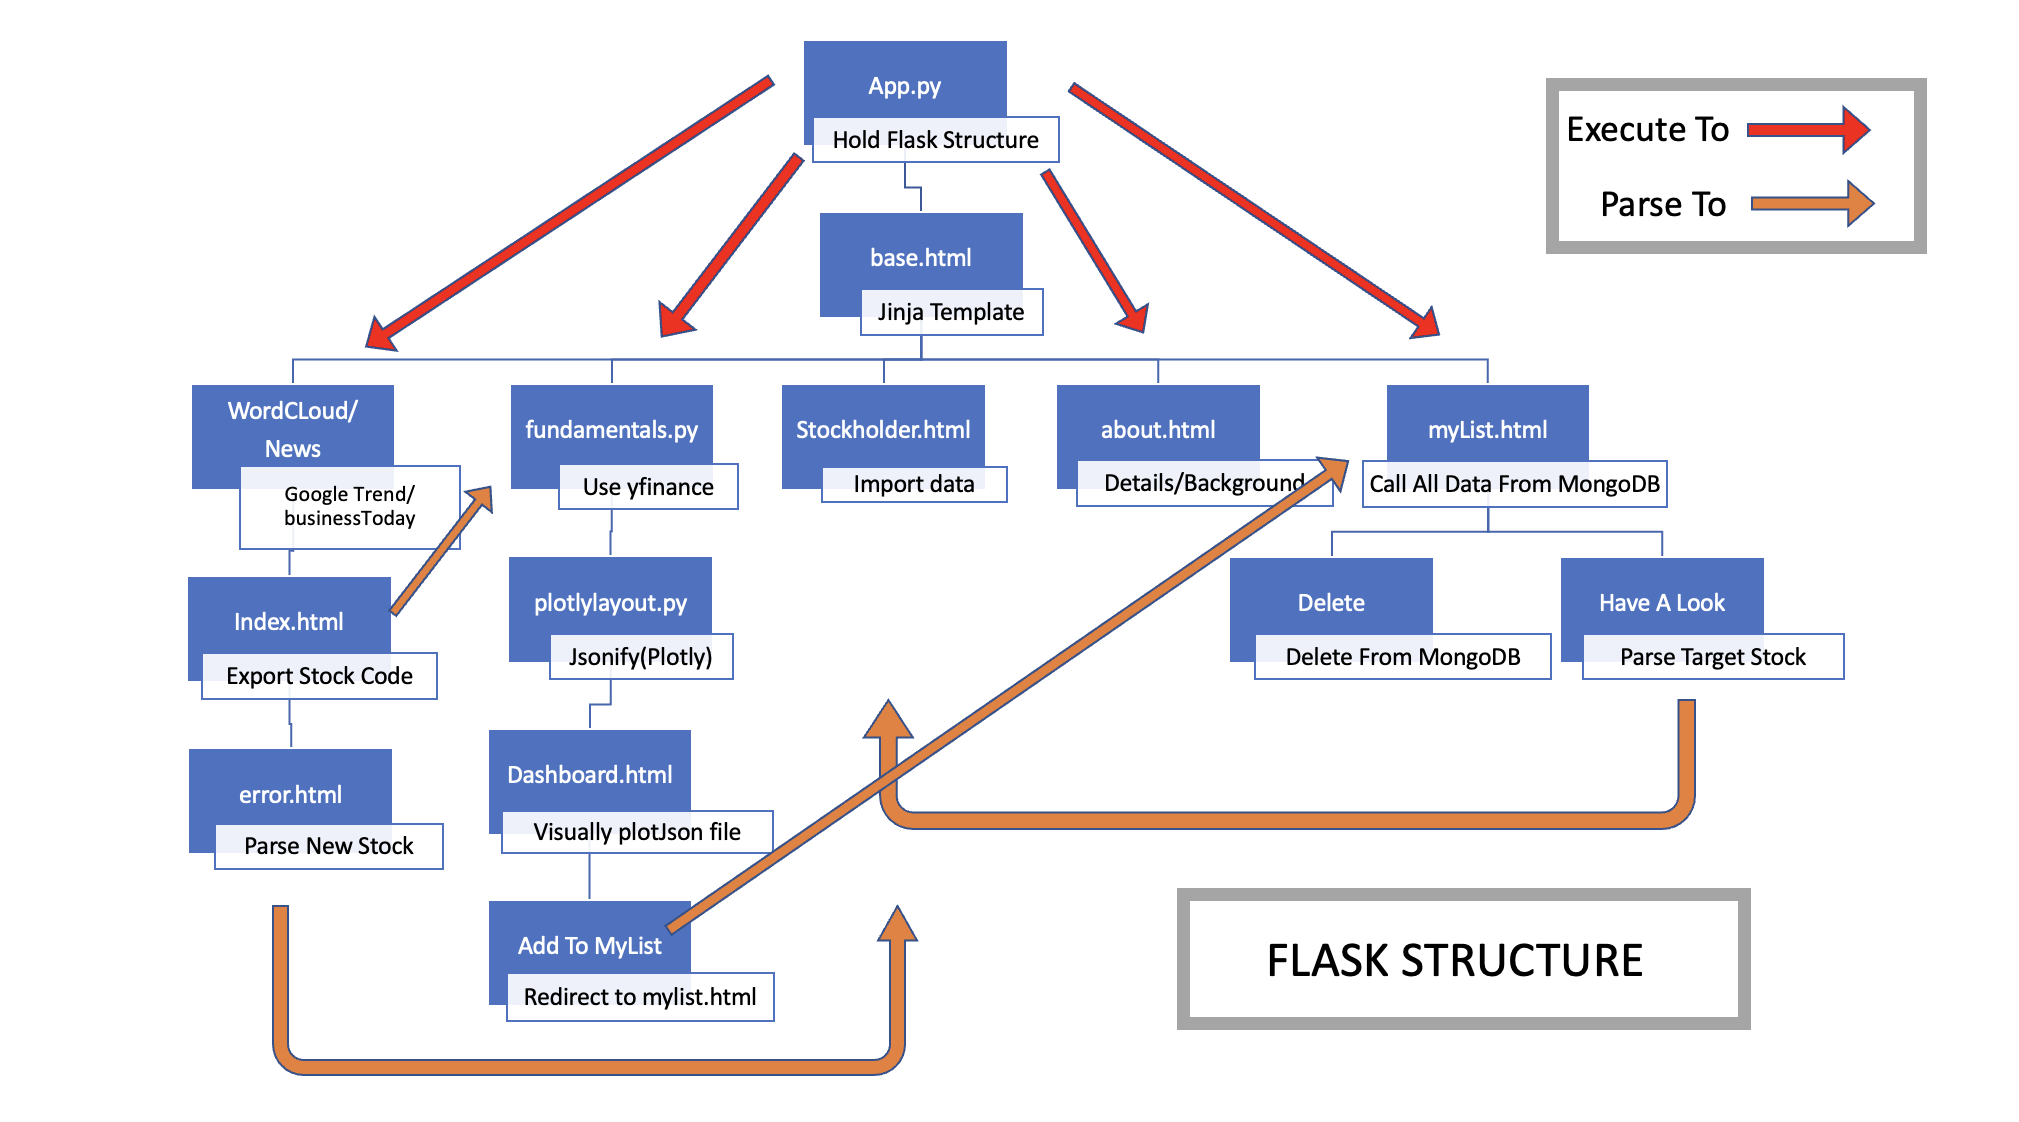 App.py
Hold Flask Structure
Execute To
Parse To
base.html
Jinja Template
WordCLoud/
News
Google Trend/
businessToday
fundamentals.py
Use yfinance
Stockholder.html
Import data
about.html
Details/Background
myList.html
Call All Data From MongoDB
Index.html
Export Stock Code
plotlylayout.py
Jsonify(Plotly)
Delete
Delete From MongoDB
Have A Look
Parse Target Stock
error.html
Parse New Stock
Dashboard.html
Visually plotJson file
Add To MyList
Redirect to mylist.html
FLASK STRUCTURE